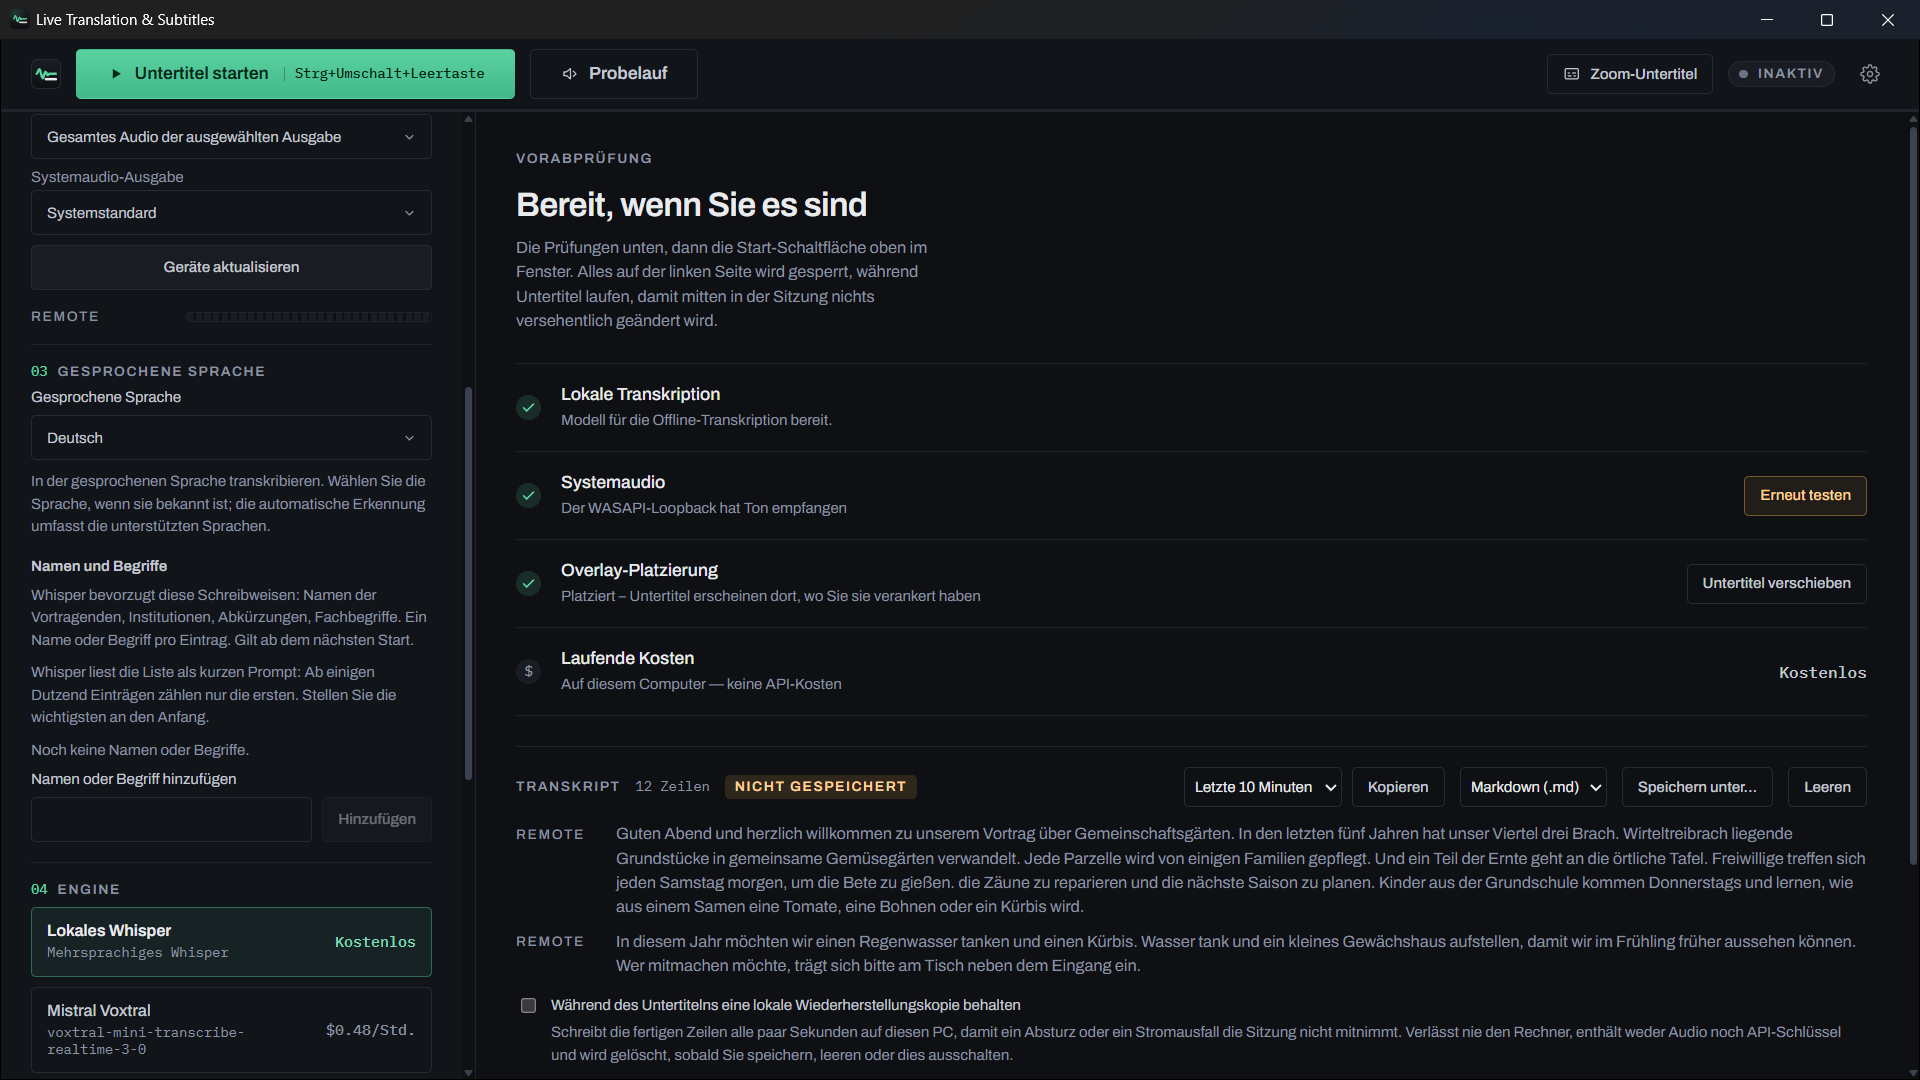 Live Translation & Subtitles
Untertitel starten
Strg+Umschalt+Leertaste
Probelauf
Zoom-Untertitel
INAKTIV
Gesamtes Audio der ausgewählten Ausgabe
Systemaudio-Ausgabe
Systemstandard
Geräte aktualisieren
REMOTE
03 GESPROCHENE SPRACHE
Gesprochene Sprache
Deutsch
In der gesprochenen Sprache transkribieren. Wählen Sie die
Sprache, wenn sie bekannt ist; die automatische Erkennung
umfasst die unterstützten Sprachen.
Namen und Begriffe
Whisper bevorzugt diese Schreibweisen: Namen der
Vortragenden, Institutionen, Abkürzungen, Fachbegriffe. Ein
Name oder Begriff pro Eintrag. Gilt ab dem nächsten Start.
Whisper liest die Liste als kurzen Prompt: Ab einigen
Dutzend Einträgen zählen nur die ersten. Stellen Sie die
wichtigsten an den Anfang.
Noch keine Namen oder Begriffe.
Namen oder Begriff hinzufügen
Hinzufügen
04 ENGINE
Lokales Whisper
Mehrsprachiges Whisper
Kostenlos
Mistral Voxtral
voxtral-mini-transcribe-
realtime-3-0
$0.48/Std.
VORABPRÜFUNG
Bereit, wenn Sie es sind
Die Prüfungen unten, dann die Start-Schaltfläche oben im
Fenster. Alles auf der linken Seite wird gesperrt, während
Untertitel laufen, damit mitten in der Sitzung nichts
versehentlich geändert wird.
Lokale Transkription
Modell für die Offline-Transkription bereit.
Systemaudio
Der WASAPI-Loopback hat Ton empfangen
Erneut testen
Overlay-Platzierung
Platziert – Untertitel erscheinen dort, wo Sie sie verankert haben
Untertitel verschieben
$
Laufende Kosten
Auf diesem Computer — keine API-Kosten
Kostenlos
TRANSKRIPT 12 Zeilen NICHT GESPEICHERT
Letzte 10 Minuten
Kopieren
Markdown (.md)
Speichern unter...
Leeren
REMOTE
Guten Abend und herzlich willkommen zu unserem Vortrag über Gemeinschaftsgärten. In den letzten fünf Jahren hat unser Viertel drei Brach. Wirteltreibrach liegende
Grundstücke in gemeinsame Gemüsegärten verwandelt. Jede Parzelle wird von einigen Familien gepflegt. Und ein Teil der Ernte geht an die örtliche Tafel. Freiwillige treffen sich
jeden Samstag morgen, um die Bete zu gießen. die Zäune zu reparieren und die nächste Saison zu planen. Kinder aus der Grundschule kommen Donnerstags und lernen, wie
aus einem Samen eine Tomate, eine Bohnen oder ein Kürbis wird.
REMOTE
In diesem Jahr möchten wir einen Regenwasser tanken und einen Kürbis. Wasser tank und ein kleines Gewächshaus aufstellen, damit wir im Frühling früher aussehen können.
Wer mitmachen möchte, trägt sich bitte am Tisch neben dem Eingang ein.
Während des Untertitelns eine lokale Wiederherstellungskopie behalten
Schreibt die fertigen Zeilen alle paar Sekunden auf diesen PC, damit ein Absturz oder ein Stromausfall die Sitzung nicht mitnimmt. Verlässt nie den Rechner, enthält weder Audio noch API-Schlüssel
und wird gelöscht, sobald Sie speichern, leeren oder dies ausschalten.